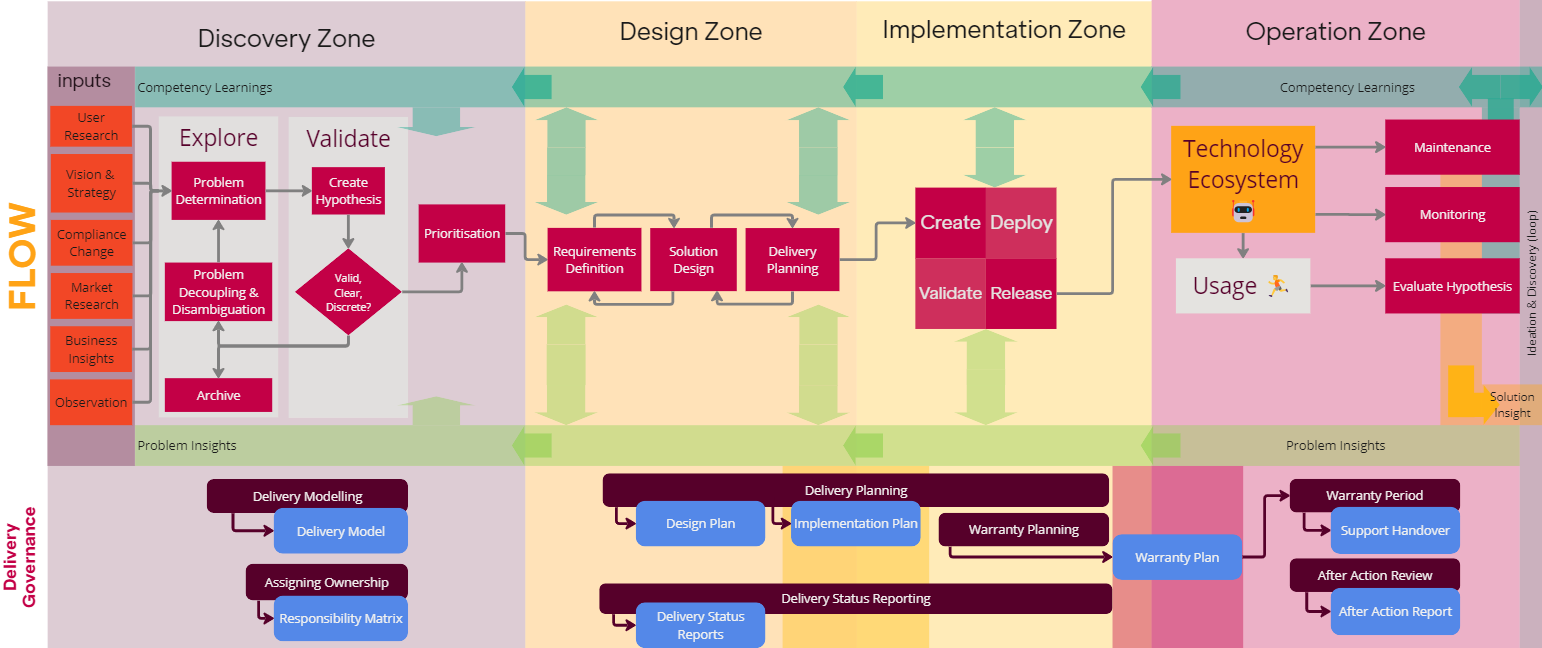 Discovery Zone
Design Zone
Implementation Zone
Operation Zone
inputs
Competency Learnings
Competency Learnings
FLOW
User
Research
Vision &
Strategy
Compliance
Change
Market
Research
Business
Insights
Observation
Explore
Problem
Determination
Problem
Decoupling &
Disambiguation
Archive
Validate
Create
Hypothesis
Valid,
Clear,
Discrete?
Prioritisation
Requirements
Definition
Solution
Design
Delivery
Planning
Create
Deploy
Validate
Release
Technology
Ecosystem
Usage
Maintenance
Monitoring
Evaluate Hypothesis
Ideation & Discovery (loop)
Solution
Insight
Problem Insights
Problem Insights
Delivery
Governance
Delivery Modelling
Delivery Model
Assigning Ownership
Responsibility Matrix
Delivery Planning
Design Plan
Implementation Plan
Warranty Planning
Warranty Plan
Delivery Status Reporting
Delivery Status
Reports
Warranty Period
Support Handover
After Action Review
After Action Report